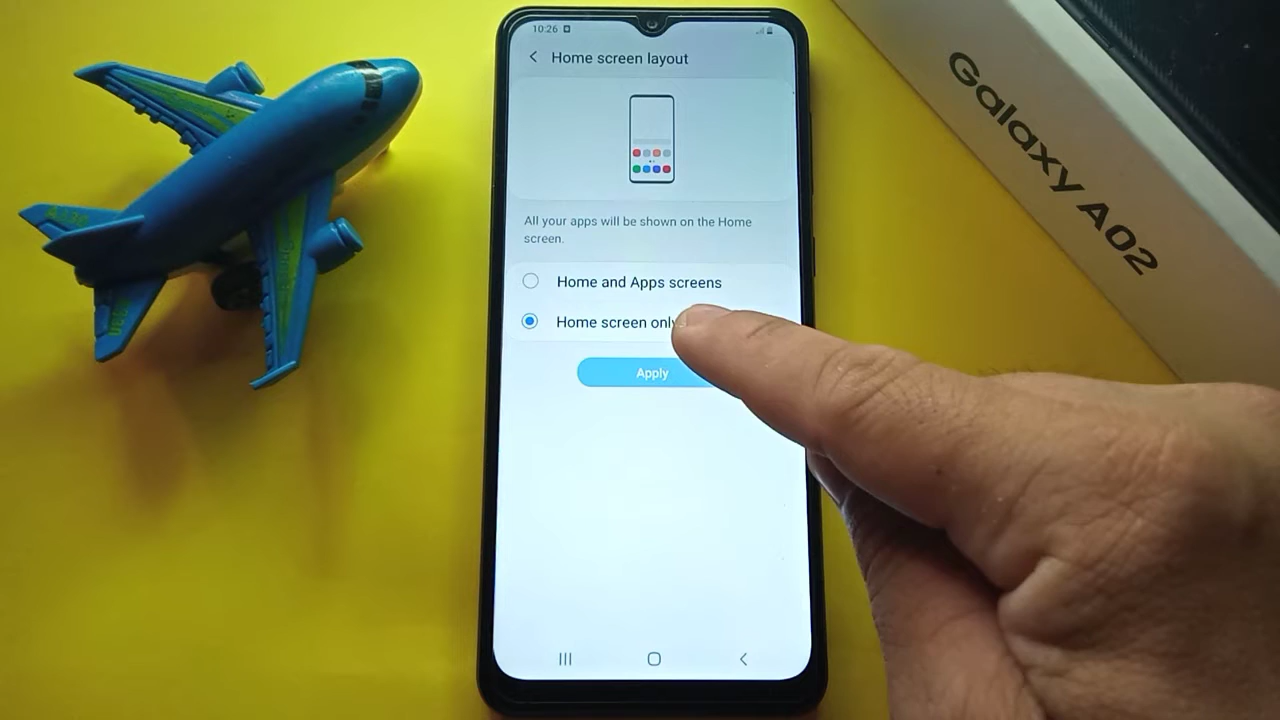 10:26
Home screen layout
All your apps will be shown on the Home
screen.
Home and Apps screens
Home screen only
Apply
Galaxy A02